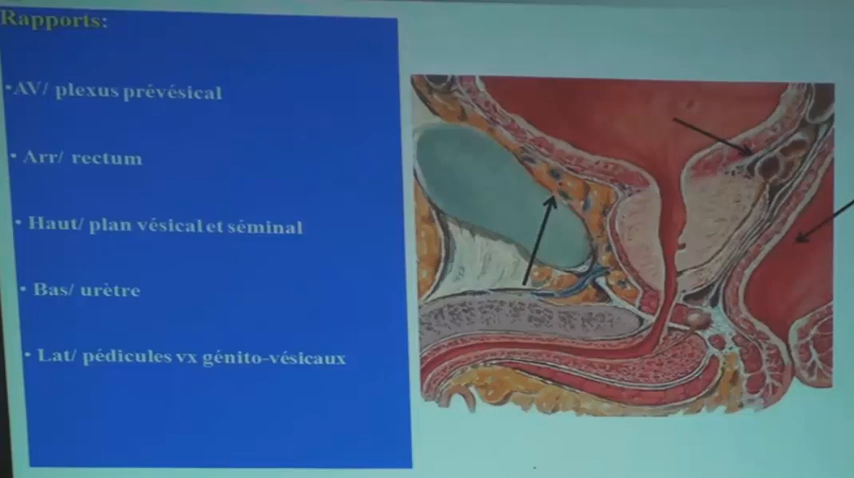 Rapports:
•AV/ plexus prévésical
• Arr/ rectum
• Haut/ plan vésical et séminal
• Bas/ urètre
• Lat/ pédicules vx génito-vésicaux